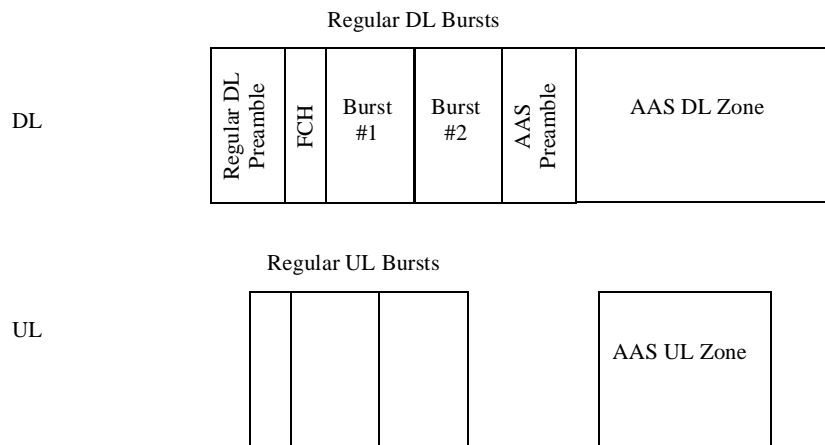 Regular DL Bursts
DL
Regular DL
Preamble
FCH
Burst
#1
Burst
#2
AAS
Preamble
AAS DL Zone
Regular UL Bursts
UL
AAS UL Zone